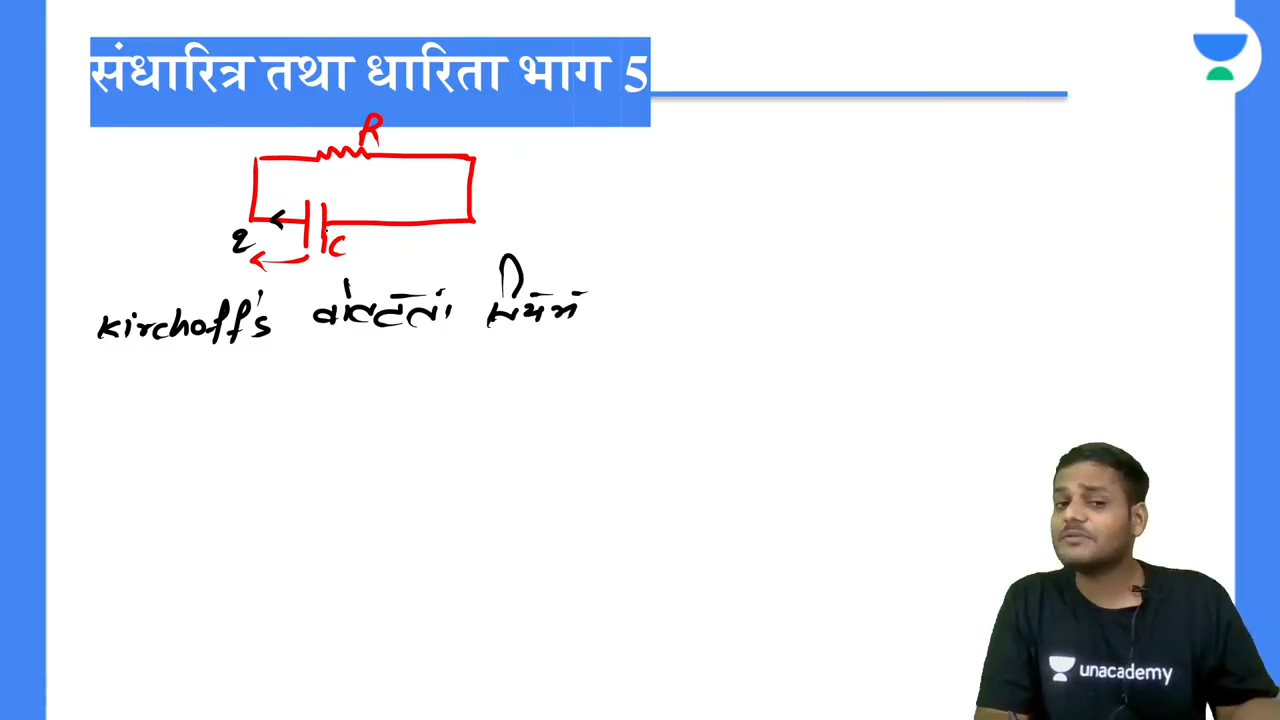 संधारित्र तथा धारिता भाग 5
R
C
Kirchoff's वोल्टता नियम
unacademy